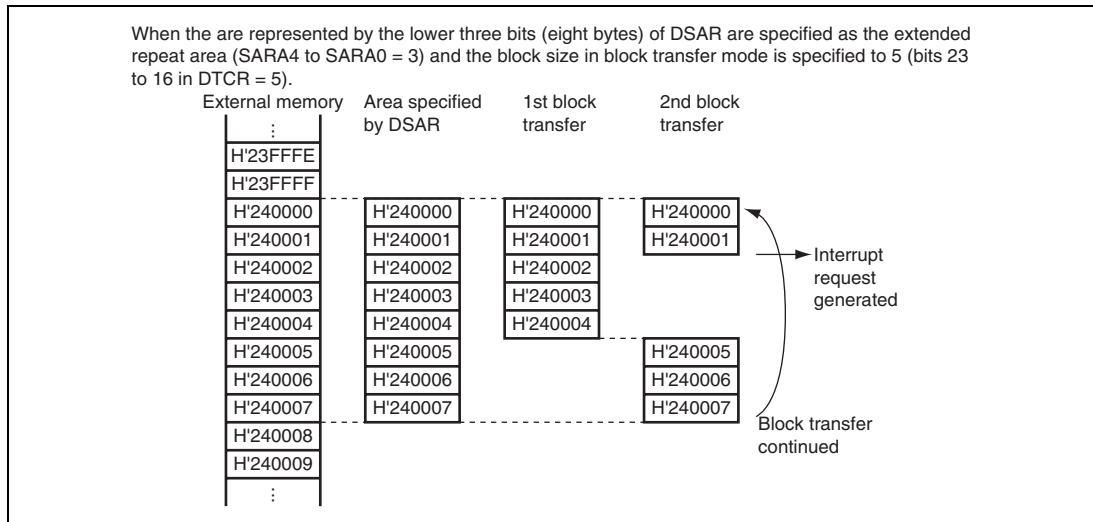 When the are represented by the lower three bits (eight bytes) of DSAR are specified as the extended
repeat area (SARA4 to SARA0 = 3) and the block size in block transfer mode is specified to 5 (bits 23
to 16 in DTCR = 5).
External memory
Area specified
by DSAR
1st block
transfer
2nd block
transfer
⋮
H'23FFFE
H'23FFFF
H'240000 H'240000 H'240000 H'240000
H'240001 H'240001 H'240001 H'240001
H'240002 H'240002 H'240002
H'240003 H'240003 H'240003
H'240004 H'240004 H'240004
H'240005 H'240005 H'240005
H'240006 H'240006 H'240006
H'240007 H'240007 H'240007
H'240008
H'240009
⋮
Interrupt
request
generated
Block transfer
continued